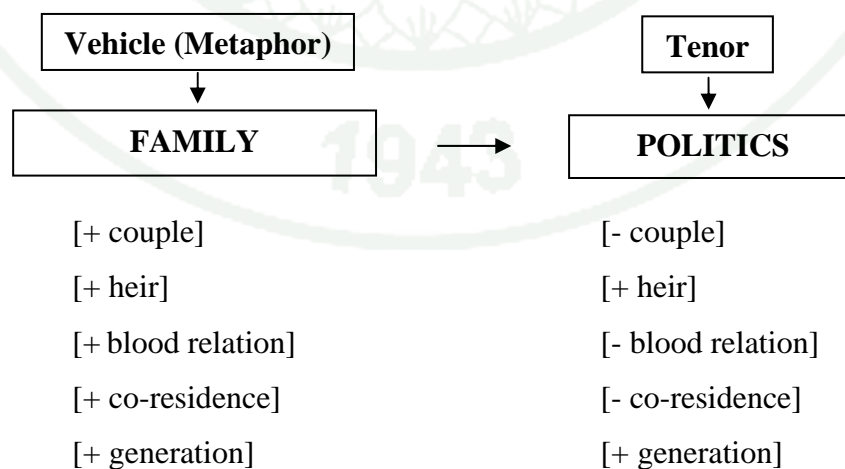 Vehicle (Metaphor)
Tenor
FAMILY
POLITICS
1943
[+ couple]
[- couple]
[+ heir]
[+ heir]
[+ blood relation]
[- blood relation]
[+ co-residence]
[- co-residence]
[+ generation]
[+ generation]